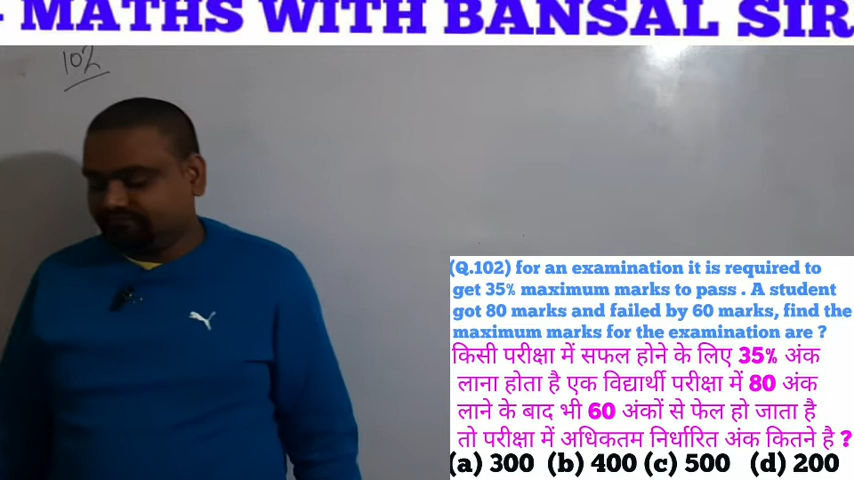 - MATHS WITH BANSAL SIR
102
(Q.102) for an examination it is required to
get 35% maximum marks to pass . A student
got 80 marks and failed by 60 marks, find the
maximum marks for the examination are ?
किसी परीक्षा में सफल होने के लिए 35% अंक
लाना होता है एक विद्यार्थी परीक्षा में 80 अंक
लाने के बाद भी 60 अंकों से फेल हो जाता है
तो परीक्षा में अधिकतम निर्धारित अंक कितने है ?
(a) 300 (b) 400 (c) 500 (d) 200